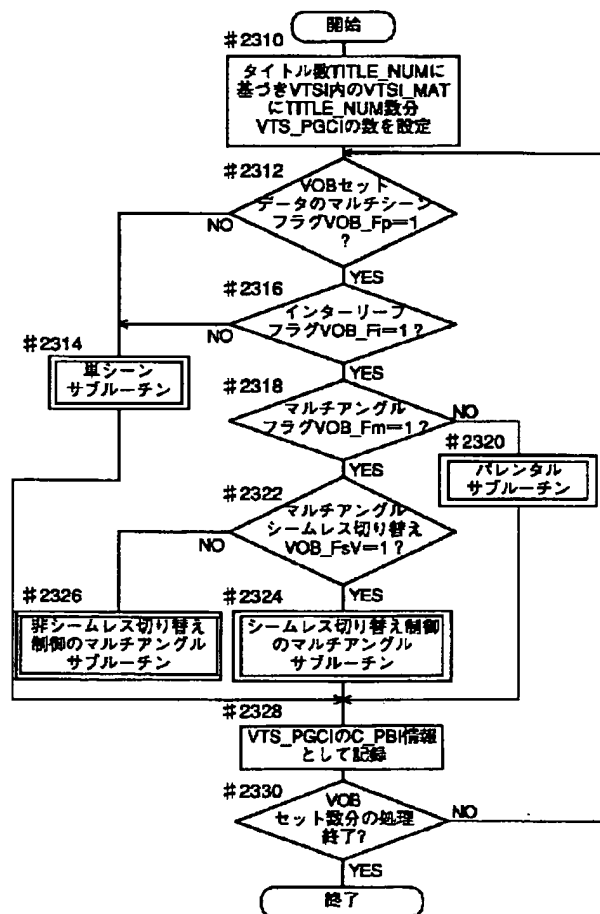 開始
#2310
タイトル数TITLE_NUMに
基づきVTSI内のVTSI_MAT
にTITLE_NUM数分
VTS_PGCIの数を設定
#2312
VOBセット
データのマルチシーン
フラグVOB_Fp=1
?
NO
YES
#2316
インターリーブ
フラグVOB_Fi=1?
NO
YES
#2314
単シーン
サブルーチン
#2318
マルチアングル
フラグVOB_Fm=1?
NO
YES
#2320
パレンタル
サブルーチン
#2322
マルチアングル
シームレス切り替え
VOB_FsV=1?
NO
YES
#2326
非シームレス切り替え
制御のマルチアングル
サブルーチン
#2324
シームレス切り替え制御
のマルチアングル
サブルーチン
#2328
VTS_PGCIのC_PBI情報
として記録
#2330
VOB
セット数分の処理
終了?
NO
YES
終了